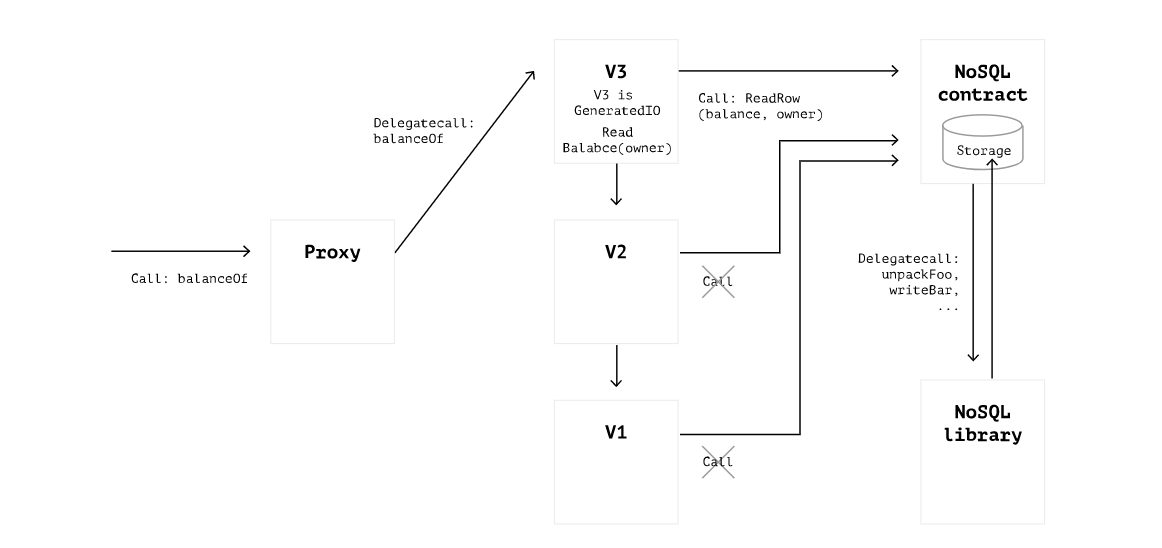 V3
V3 is
GeneratedIO
Read
Balabce(owner)
NoSQL
contract
Storage
Call: ReadRow
(balance, owner)
Delegatecall:
balanceOf
Proxy
Call: balanceOf
V2
Call
Delegatecall:
unpackFoo,
writeBar,
...
V1
Call
NoSQL
library